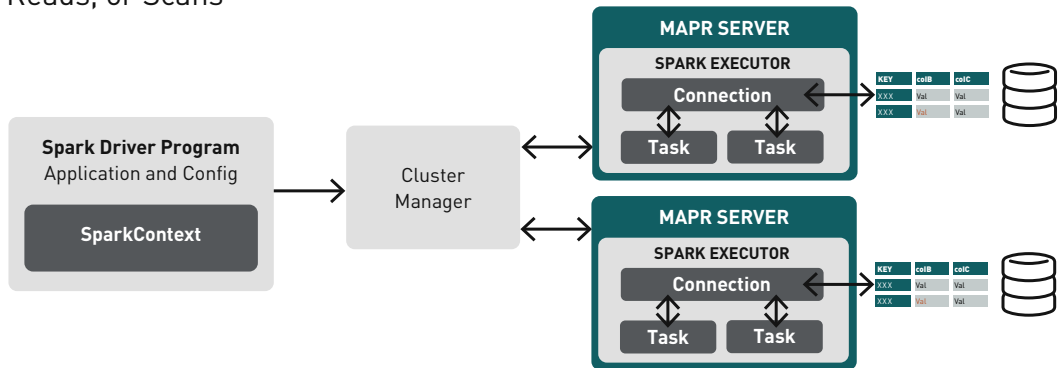 Reads, or Scans
Spark Driver Program
Application and Config
SparkContext
Cluster
Manager
MAPR SERVER
SPARK EXECUTOR
Connection
Task Task
KEY colB colC
XXX Val Val
XXX Val Val
MAPR SERVER
SPARK EXECUTOR
Connection
Task Task
KEY colB colC
XXX Val Val
XXX Val Val